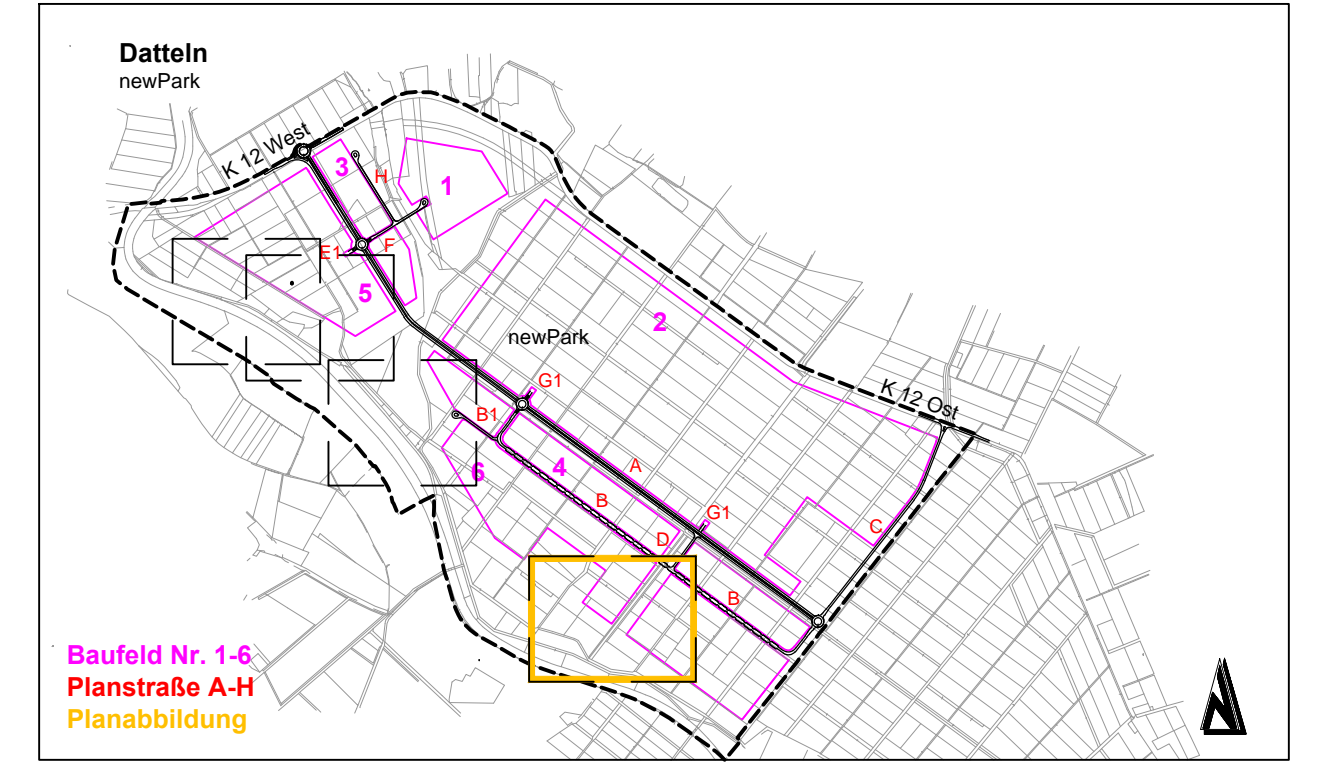 Datteln
newPark
K 12 West
3
H
1
E1
F
5
2
newPark
K 12 Ost
G1
B1
4
A
6
B
G1
C
D
B
Baufeld Nr. 1-6
Planstraße A-H
Planabbildung
N